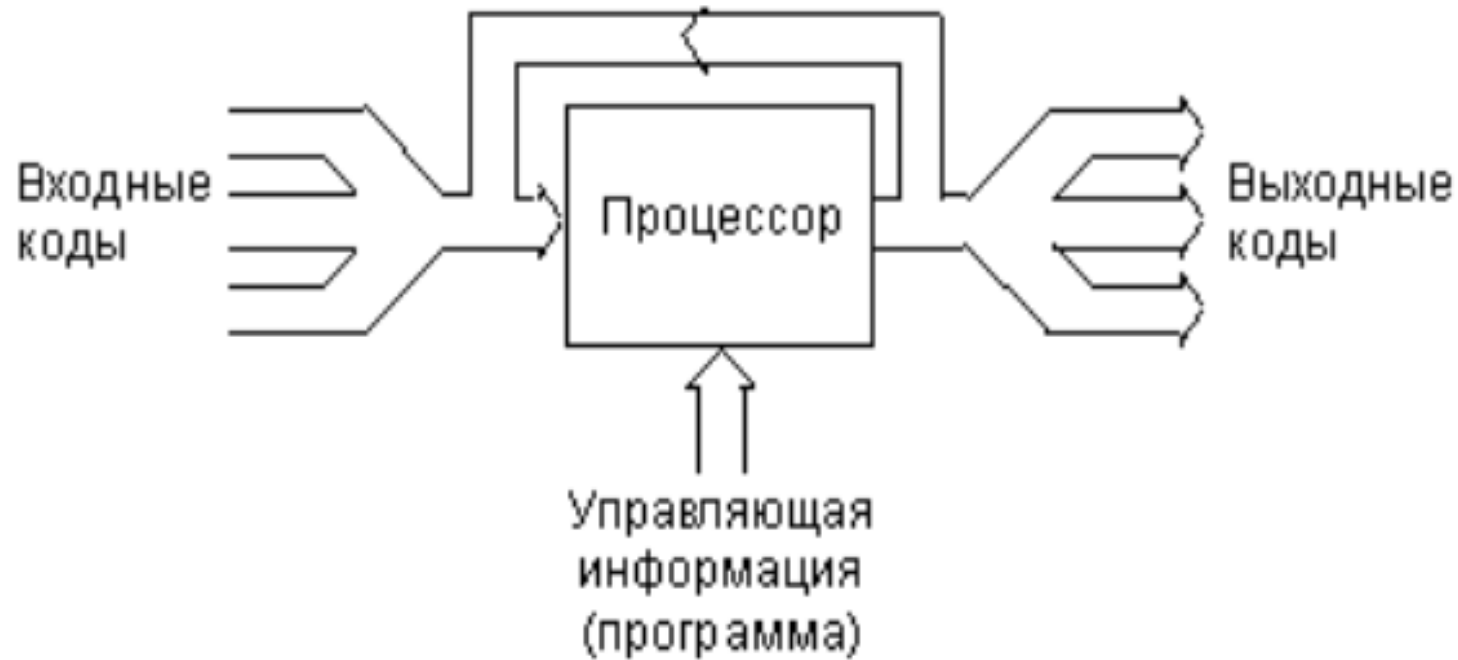 Входные
коды
Процессор
Выходные
коды
Управляющая
информация
(программа)